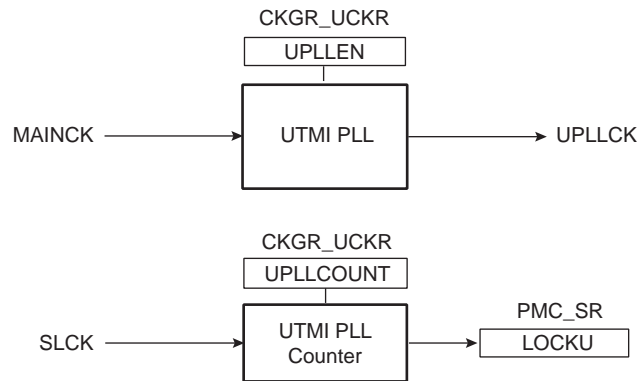 CKGR_UCKR
UPLLEN
MAINCK
UTMI PLL
UPLLCK
CKGR_UCKR
UPLLCOUNT
PMC_SR
SLCK
UTMI PLL
Counter
LOCKU